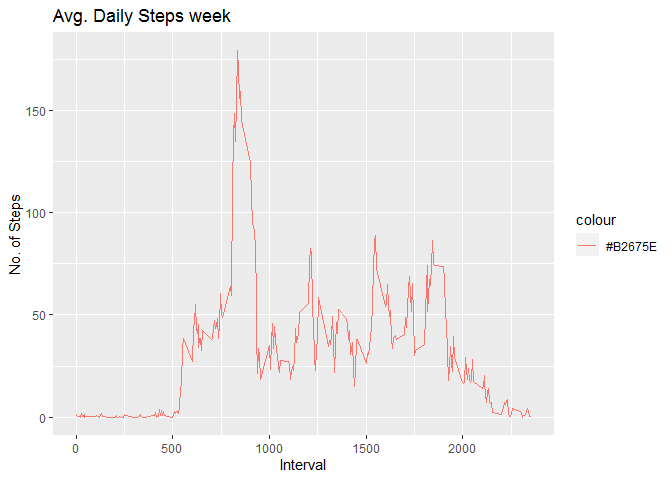 Avg. Daily Steps week
No. of Steps
150
100
50
0
0 500 1000 1500 2000
Interval
colour
#B2675E